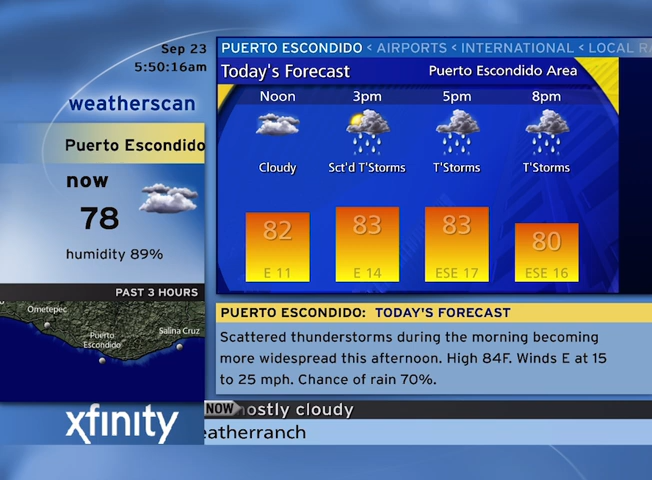 Sep 23
5:50:16am
weatherscan
Puerto Escondido
now
78
humidity 89%
PAST 3 HOURS
Ometepec
Puerto
Escondido
Salina Cruz
xfinity
PUERTO ESCONDIDO < AIRPORTS < INTERNATIONAL < LOCAL RA
Today's Forecast
Puerto Escondido Area
Noon 3pm 5pm 8pm
Cloudy Sct'd T'Storms T'Storms T'Storms
82 83 83 80
E 11 E 14 ESE 17 ESE 16
PUERTO ESCONDIDO: TODAY'S FORECAST
Scattered thunderstorms during the morning becoming
more widespread this afternoon. High 84F. Winds E at 15
to 25 mph. Chance of rain 70%.
NOW ostly cloudy
eatherranch